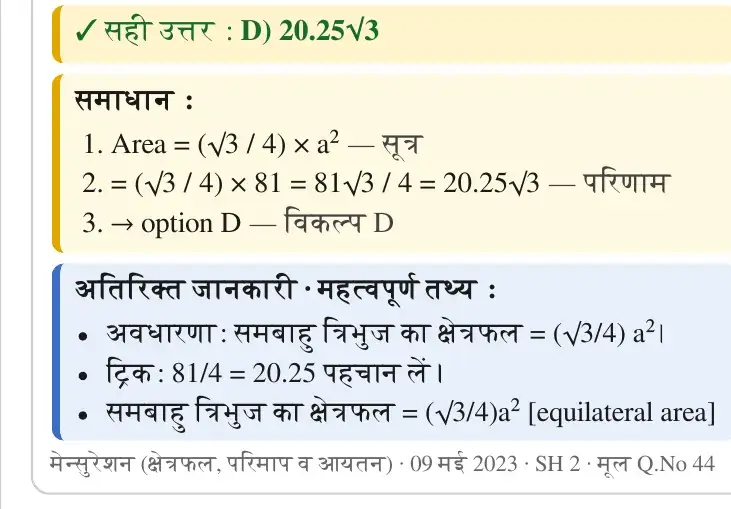 ✓ सही उत्तर : D) 20.25√3
समाधान :
1. Area = (√3 / 4) × a² — सूत्र
2. = (√3 / 4) × 81 = 81√3 / 4 = 20.25√3 — परिणाम
3. → option D — विकल्प D
अतिरिक्त जानकारी · महत्वपूर्ण तथ्य :
• अवधारणा : समबाहु त्रिभुज का क्षेत्रफल = (√3/4) a²।
• ट्रिक : 81/4 = 20.25 पहचान लें।
• समबाहु त्रिभुज का क्षेत्रफल = (√3/4)a² [equilateral area]
मेन्सुरेशन (क्षेत्रफल, परिमाप व आयतन) · 09 मई 2023 · SH 2 · मूल Q.No 44